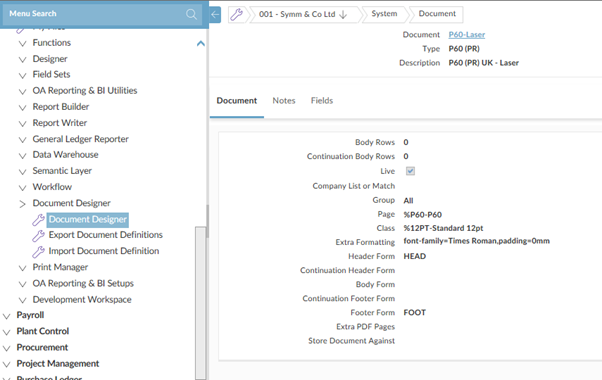 Menu Search
001 - Symm & Co Ltd
System
Document
Functions
Designer
Field Sets
OA Reporting & BI Utilities
Report Builder
Report Writer
General Ledger Reporter
Data Warehouse
Semantic Layer
Workflow
Document Designer
Document Designer
Export Document Definitions
Import Document Definition
Print Manager
OA Reporting & BI Setups
Development Workspace
Payroll
Plant Control
Procurement
Project Management
Purchase Ledger
Document P60-Laser
Type P60 (PR)
Description P60 (PR) UK - Laser
Document Notes Fields
Body Rows 0
Continuation Body Rows 0
Live
Company List or Match
Group All
Page %P60-P60
Class %12PT-Standard 12pt
Extra Formatting font-family=Times Roman,padding=0mm
Header Form HEAD
Continuation Header Form
Body Form
Continuation Footer Form
Footer Form FOOT
Extra PDF Pages
Store Document Against